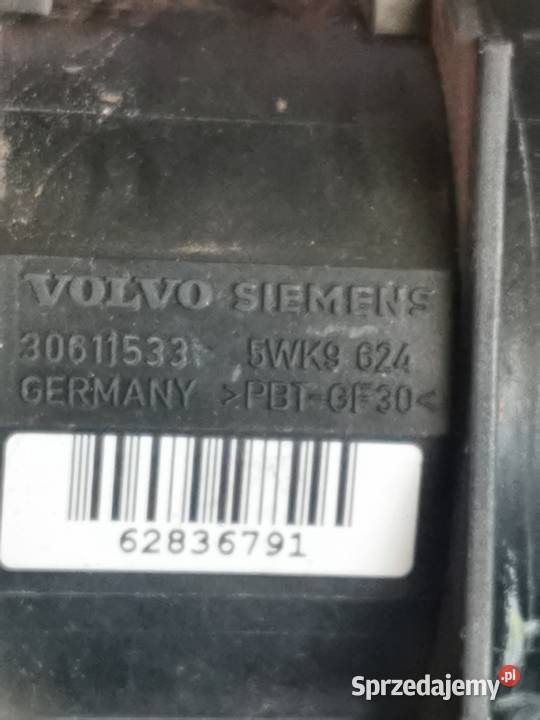 VOLVO SIEMENS
30611533 5WK9 624
GERMANY >PBT-GF30<
62836791
Sprzedajemy.pl